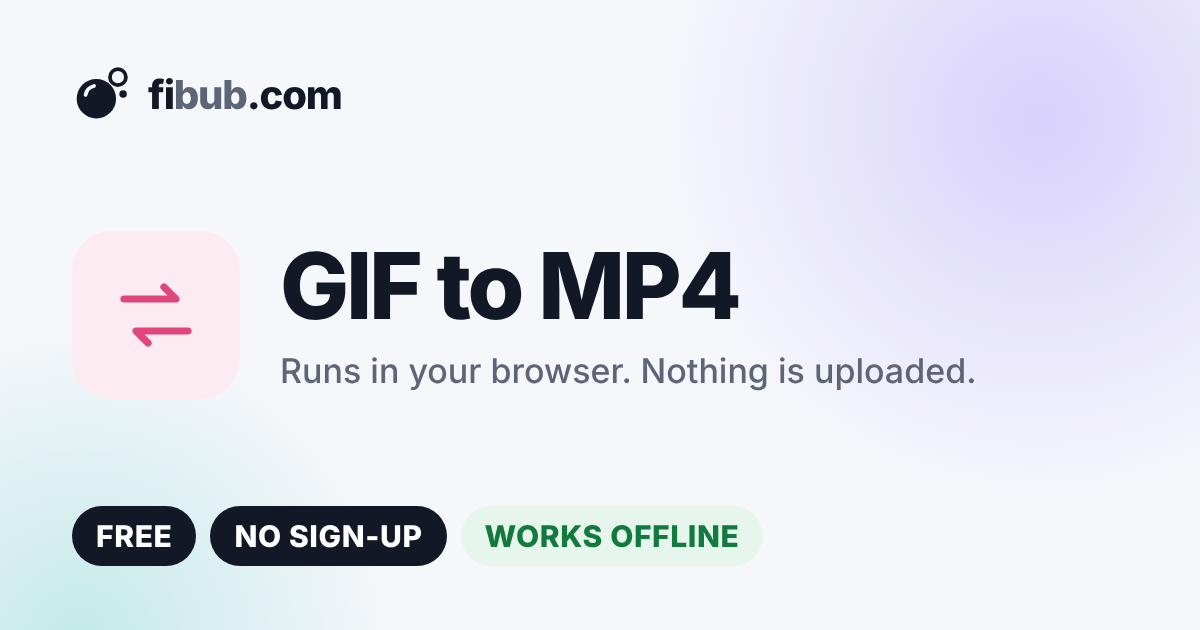 fibub.com
GIF to MP4
Runs in your browser. Nothing is uploaded.
FREE NO SIGN-UP WORKS OFFLINE